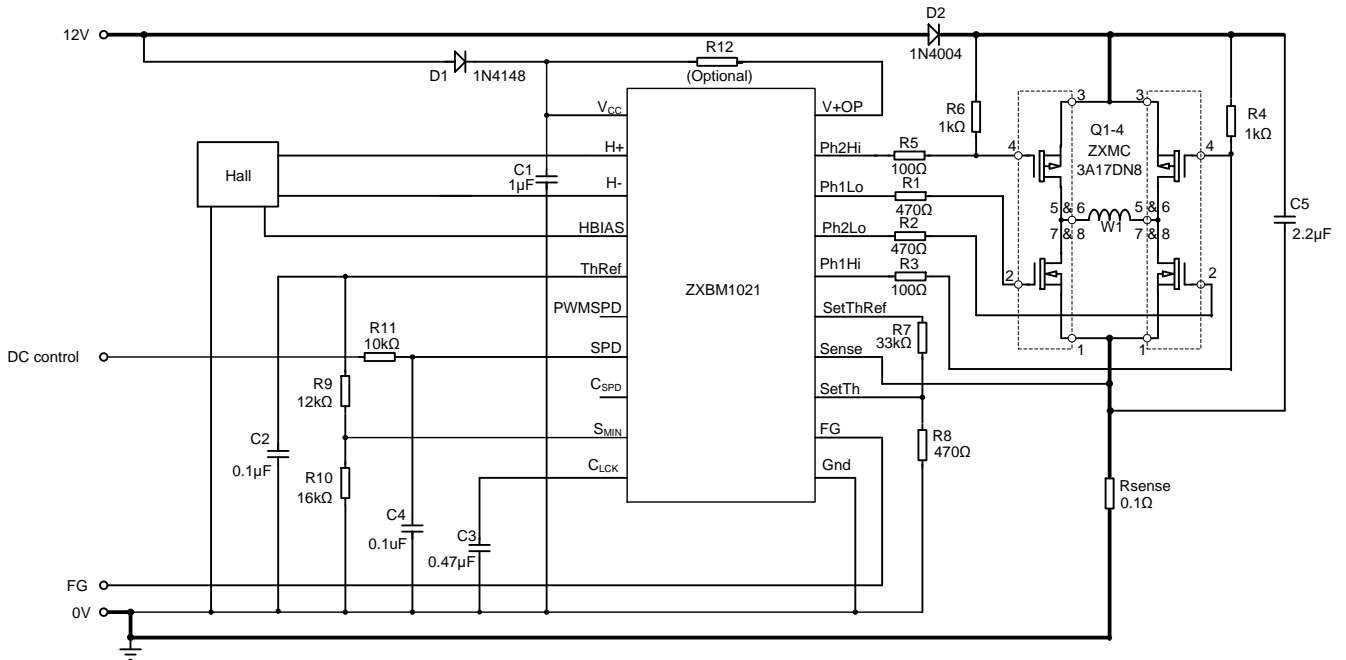 D2
1N4004
12V
R12
(Optional)
D1
1N4148
VCC
V+OP
R6
1kΩ
3
3
R4
1kΩ
Q1-4
ZXMC
3A17DN8
H+
Ph2Hi
R5
100Ω
4
4
Hall
C1
1µF
H-
Ph1Lo
R1
470Ω
5 & 6
7 & 8
W1
5 & 6
7 & 8
C5
2.2µF
HBIAS
Ph2Lo
R2
470Ω
ThRef
Ph1Hi
R3
100Ω
2
2
ZXBM1021
PWMSPD
SetThRef
R7
33kΩ
DC control
R11
10kΩ
SPD
Sense
1
1
R9
12kΩ
CSPD
SetTh
C2
0.1µF
SMIN
FG
R8
470Ω
R10
16kΩ
CLCK
Gnd
Rsense
0.1Ω
C4
0.1uF
C3
0.47µF
FG
0V